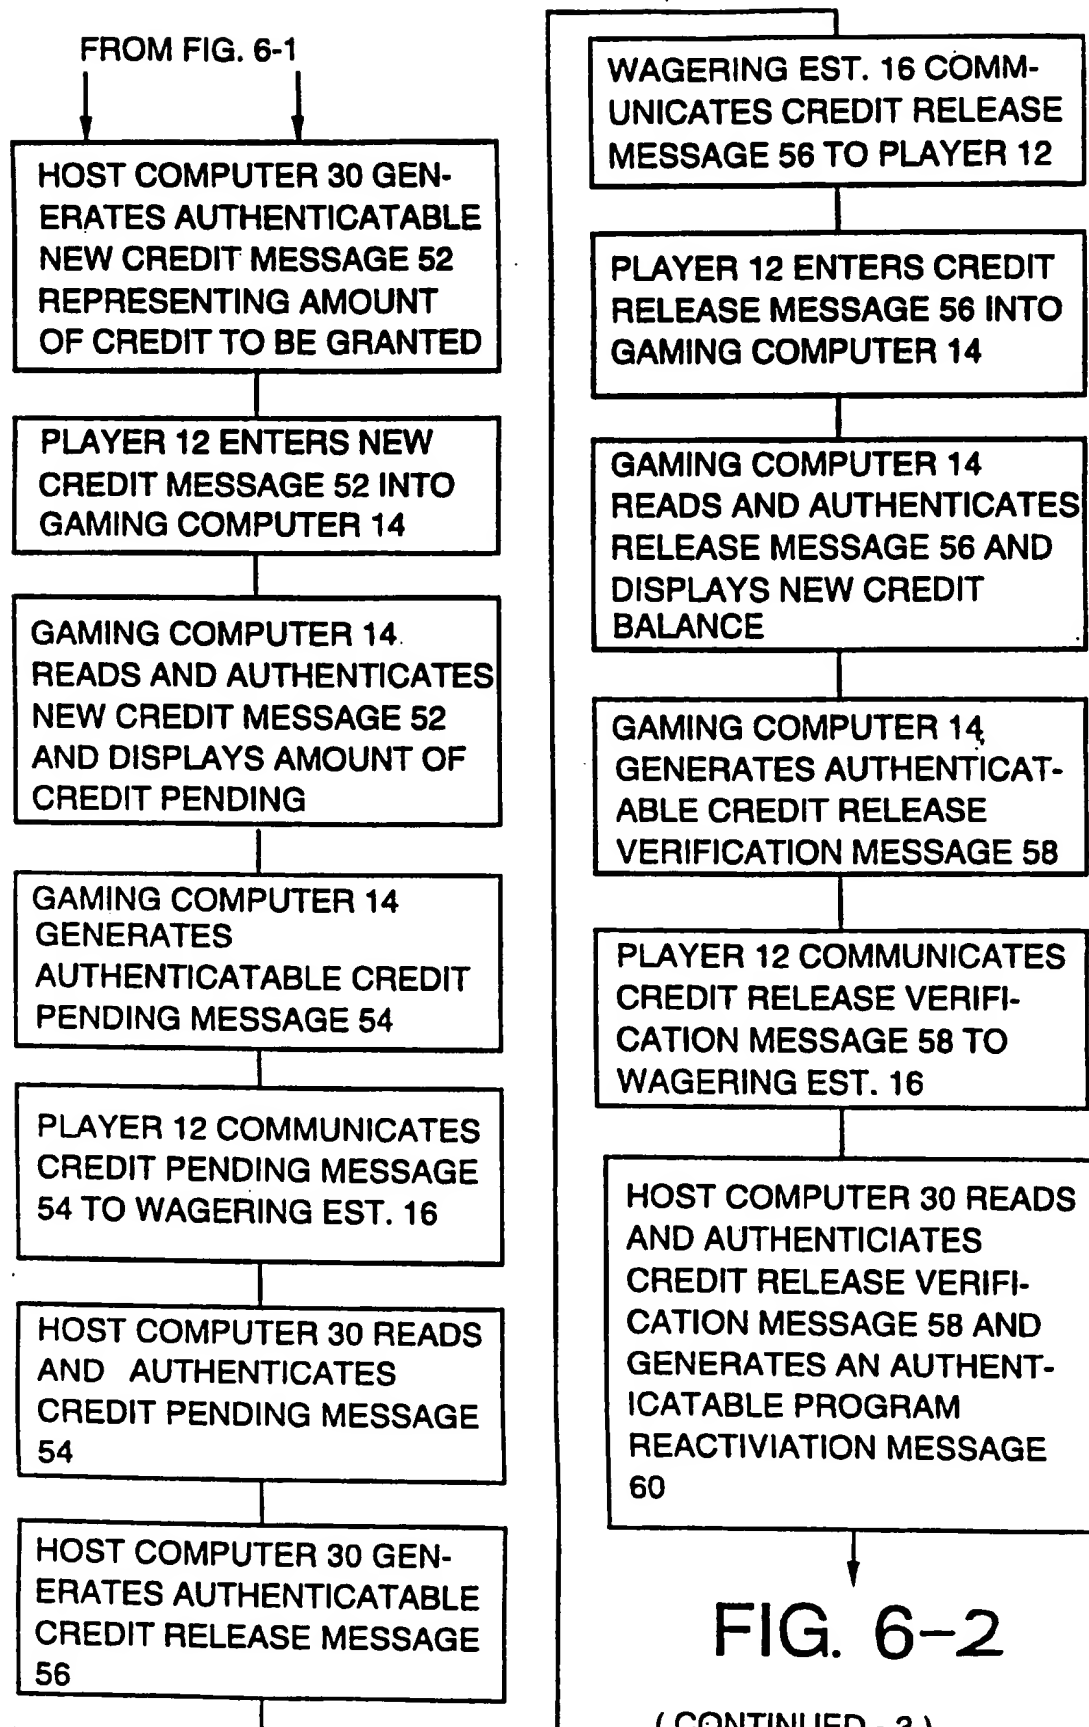 FROM FIG. 6-1
HOST COMPUTER 30 GEN-
ERATES AUTHENTICATABLE
NEW CREDIT MESSAGE 52
REPRESENTING AMOUNT
OF CREDIT TO BE GRANTED
PLAYER 12 ENTERS NEW
CREDIT MESSAGE 52 INTO
GAMING COMPUTER 14
GAMING COMPUTER 14
READS AND AUTHENTICATES
NEW CREDIT MESSAGE 52
AND DISPLAYS AMOUNT OF
CREDIT PENDING
GAMING COMPUTER 14
GENERATES
AUTHENTICATABLE CREDIT
PENDING MESSAGE 54
PLAYER 12 COMMUNICATES
CREDIT PENDING MESSAGE
54 TO WAGERING EST. 16
HOST COMPUTER 30 READS
AND AUTHENTICATES
CREDIT PENDING MESSAGE
54
HOST COMPUTER 30 GEN-
ERATES AUTHENTICATABLE
CREDIT RELEASE MESSAGE
56
WAGERING EST. 16 COMM-
UNICATES CREDIT RELEASE
MESSAGE 56 TO PLAYER 12
PLAYER 12 ENTERS CREDIT
RELEASE MESSAGE 56 INTO
GAMING COMPUTER 14
GAMING COMPUTER 14
READS AND AUTHENTICATES
RELEASE MESSAGE 56 AND
DISPLAYS NEW CREDIT
BALANCE
GAMING COMPUTER 14
GENERATES AUTHENTICAT-
ABLE CREDIT RELEASE
VERIFICATION MESSAGE 58
PLAYER 12 COMMUNICATES
CREDIT RELEASE VERIFI-
CATION MESSAGE 58 TO
WAGERING EST. 16
HOST COMPUTER 30 READS
AND AUTHENTICIATES
CREDIT RELEASE VERIFI-
CATION MESSAGE 58 AND
GENERATES AN AUTHENT-
ICATABLE PROGRAM
REACTIVIATION MESSAGE
60
FIG. 6-2
(CONTINUED - 3)